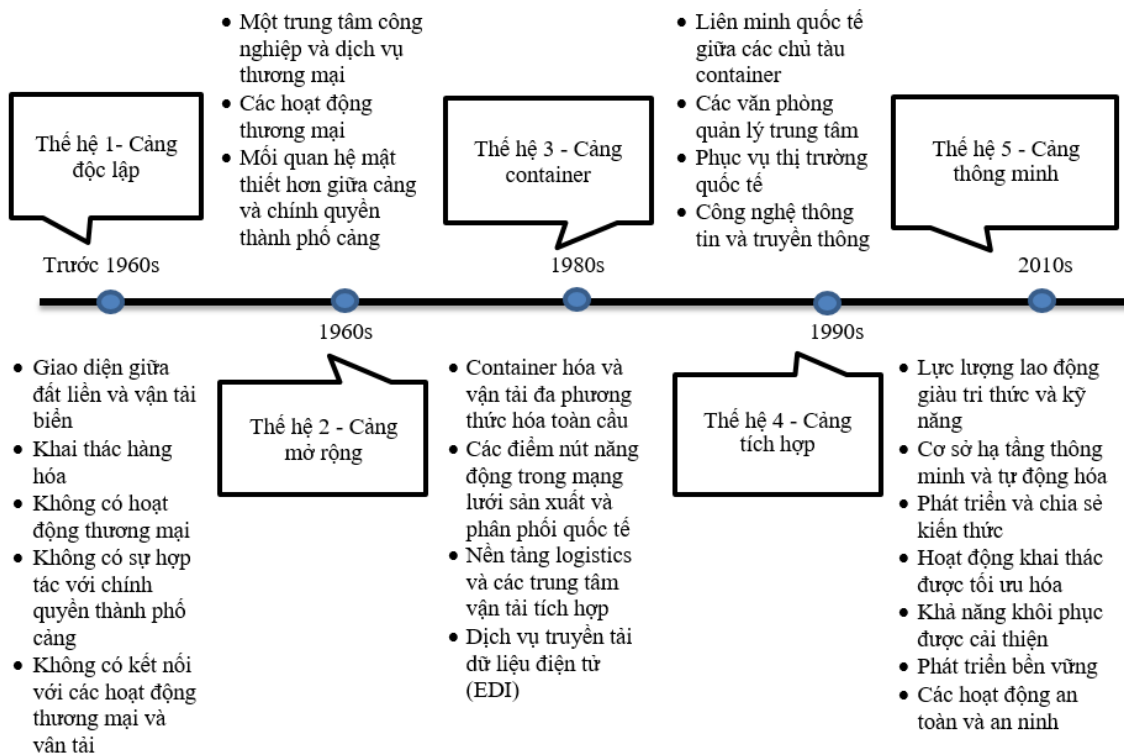 Thế hệ 1- Cảng
độc lập
Trước 1960s
• Giao diện giữa
đất liền và vận tải
biển
• Khai thác hàng
hóa
• Không có hoạt
động thương mại
• Không có sự hợp
tác với chính
quyền thành phố
cảng
• Không có kết nối
với các hoạt động
thương mại và
vận tải
• Một trung tâm công
nghiệp và dịch vụ
thương mại
• Các hoạt động
thương mại
• Mối quan hệ mật
thiết hơn giữa cảng
và chính quyền
thành phố cảng
1960s
Thế hệ 2 - Cảng
mở rộng
Thế hệ 3 - Cảng
container
1980s
• Container hóa và
vận tải đa phương
thức hóa toàn cầu
• Các điểm nút năng
động trong mạng
lưới sản xuất và
phân phối quốc tế
• Nền tảng logistics
và các trung tâm
vận tải tích hợp
• Dịch vụ truyền tải
dữ liệu điện tử
(EDI)
• Liên minh quốc tế
giữa các chủ tàu
container
• Các văn phòng
quản lý trung tâm
• Phục vụ thị trường
quốc tế
• Công nghệ thông
tin và truyền thông
1990s
Thế hệ 4 - Cảng
tích hợp
Thế hệ 5 - Cảng
thông minh
2010s
• Lực lượng lao động
giàu tri thức và kỹ
năng
• Cơ sở hạ tầng thông
minh và tự động hóa
• Phát triển và chia sẻ
kiến thức
• Hoạt động khai thác
được tối ưu hóa
• Khả năng khôi phục
được cải thiện
• Phát triển bền vững
• Các hoạt động an
toàn và an ninh